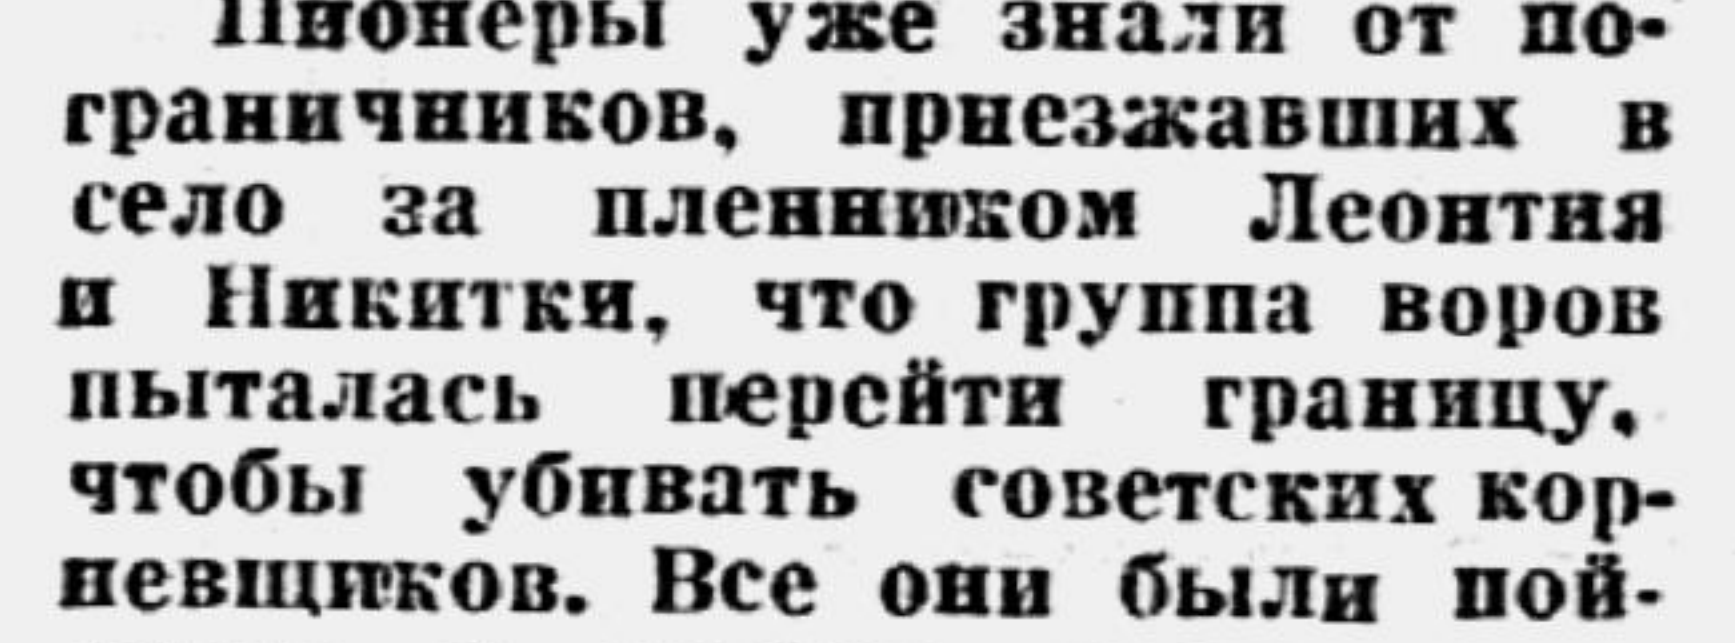 Пионеры уже знали от по-
граничников, приезжавших в
село за пленником Леонтия
и Никитки, что группа воров
пыталась перейти границу,
чтобы убивать советских кор-
невщиков. Все они были пой-